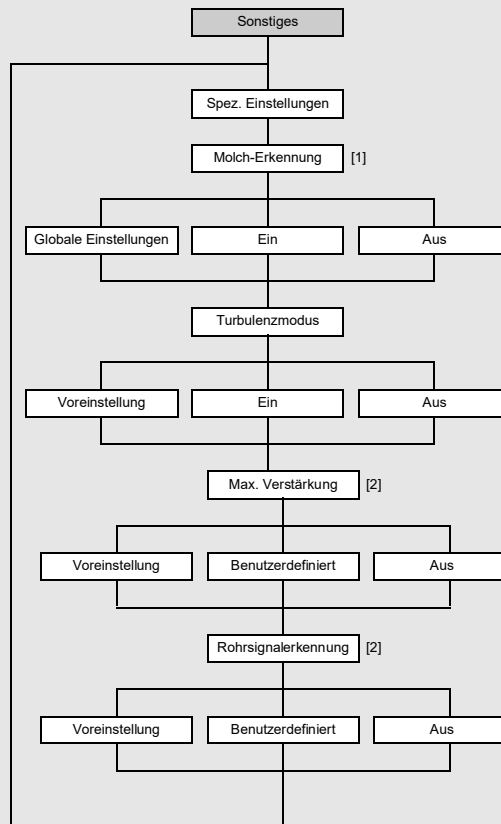 Sonstiges
Spez. Einstellungen
Molch-Erkennung [1]
Globale Einstellungen Ein Aus
Turbulenzmodus
Voreinstellung Ein Aus
Max. Verstärkung [2]
Voreinstellung Benutzerdefiniert Aus
Rohrsignalerkennung [2]
Voreinstellung Benutzerdefiniert Aus